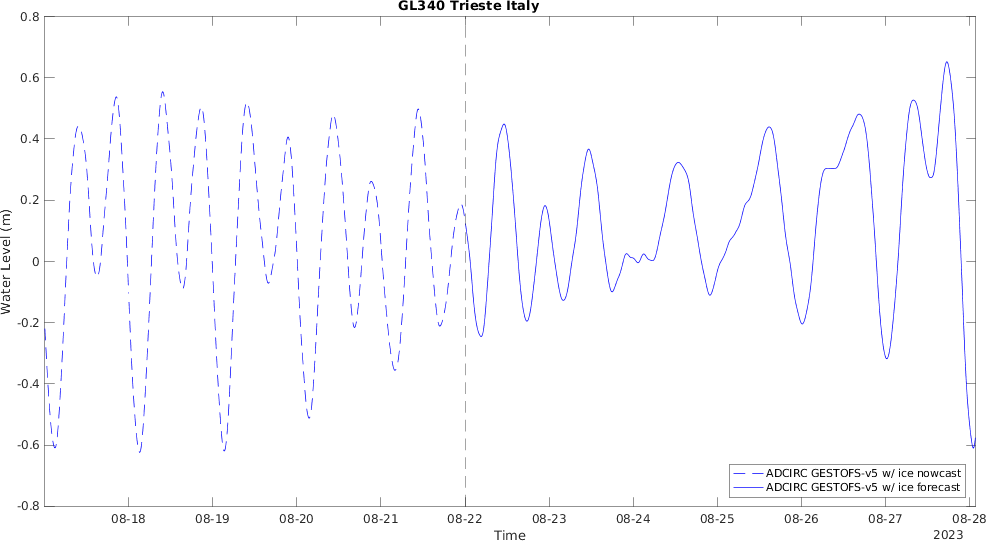 GL340 Trieste Italy
Water Level (m)
0.8
0.6
0.4
0.2
0
-0.2
-0.4
-0.6
-0.8
ADCIRC GESTOFS-v5 w/ ice nowcast
ADCIRC GESTOFS-v5 w/ ice forecast
08-18 08-19 08-20 08-21 08-22 08-23 08-24 08-25 08-26 08-27 08-28
Time
2023